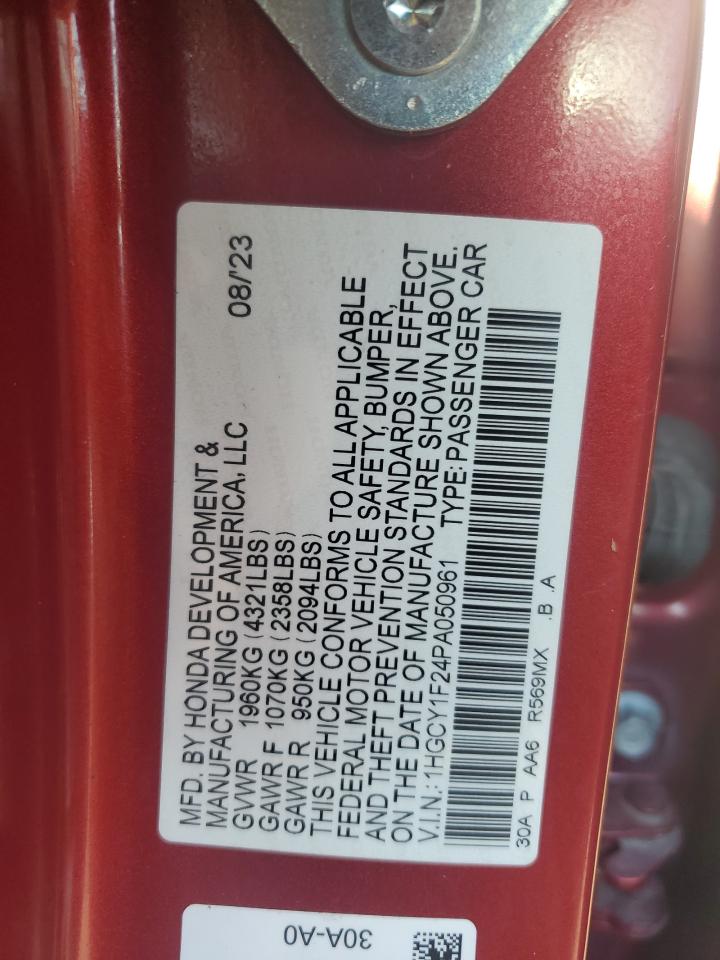 MFD. BY HONDA DEVELOPMENT &
MANUFACTURING OF AMERICA, LLC 08/'23
GVWR 1960KG (4321LBS)
GAWR F 1070KG (2358LBS)
GAWR R 950KG (2094LBS)
THIS VEHICLE CONFORMS TO ALL APPLICABLE
FEDERAL MOTOR VEHICLE SAFETY, BUMPER,
AND THEFT PREVENTION STANDARDS IN EFFECT
ON THE DATE OF MANUFACTURE SHOWN ABOVE.
V.I.N.: 1HGCY1F24PA050961 TYPE: PASSENGER CAR
30A P AA6 R569MX .B .A
30A-A0